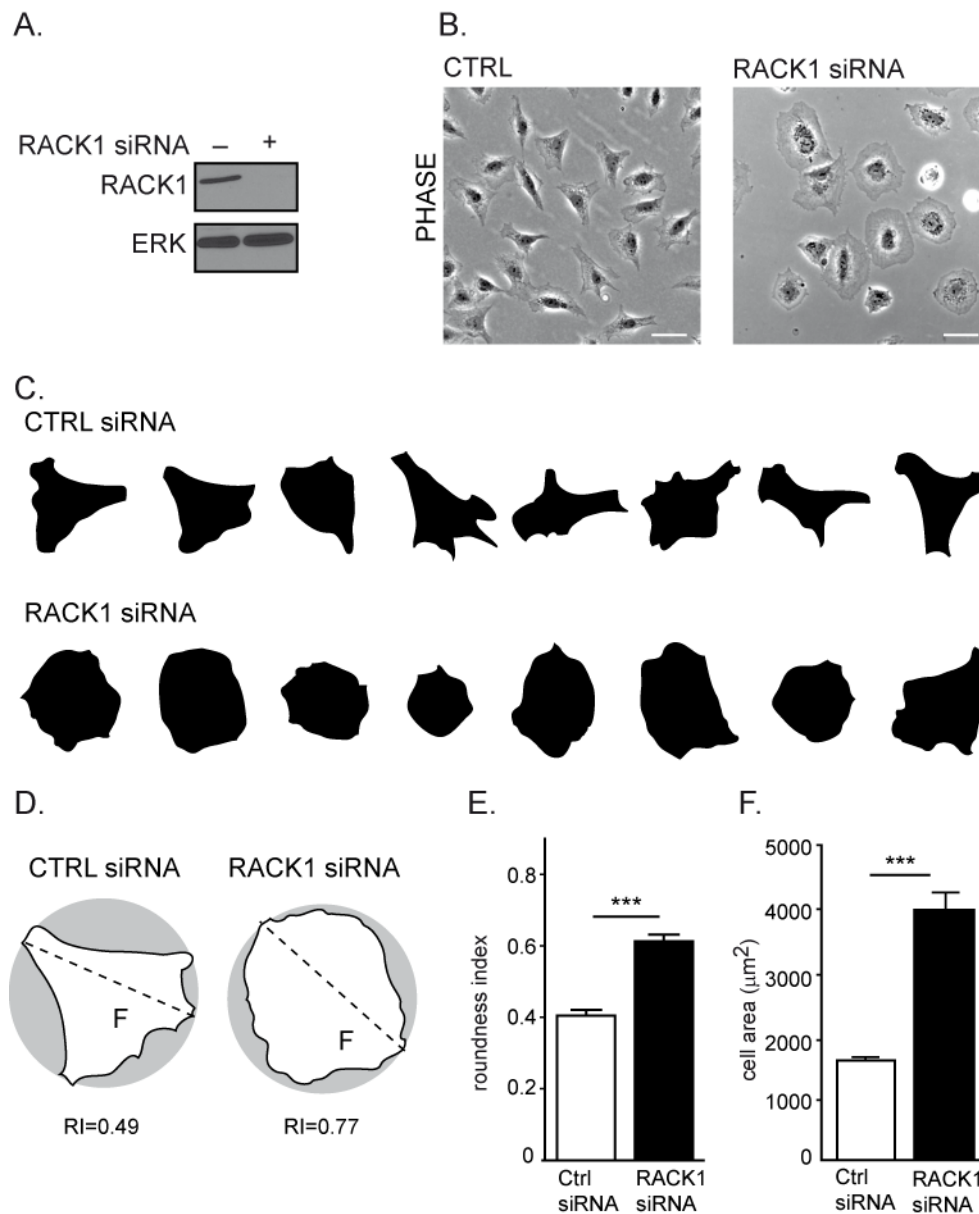 A.
RACK1 siRNA – +
RACK1
ERK
B.
CTRL
RACK1 siRNA
PHASE
C.
CTRL siRNA
RACK1 siRNA
D.
CTRL siRNA
RACK1 siRNA
F
F
RI=0.49
RI=0.77
E.
roundness index
0.8
0.6
0.4
0.2
0
***
Ctrl
siRNA
RACK1
siRNA
F.
cell area (μm²)
5000
4000
3000
2000
1000
0
***
Ctrl
siRNA
RACK1
siRNA